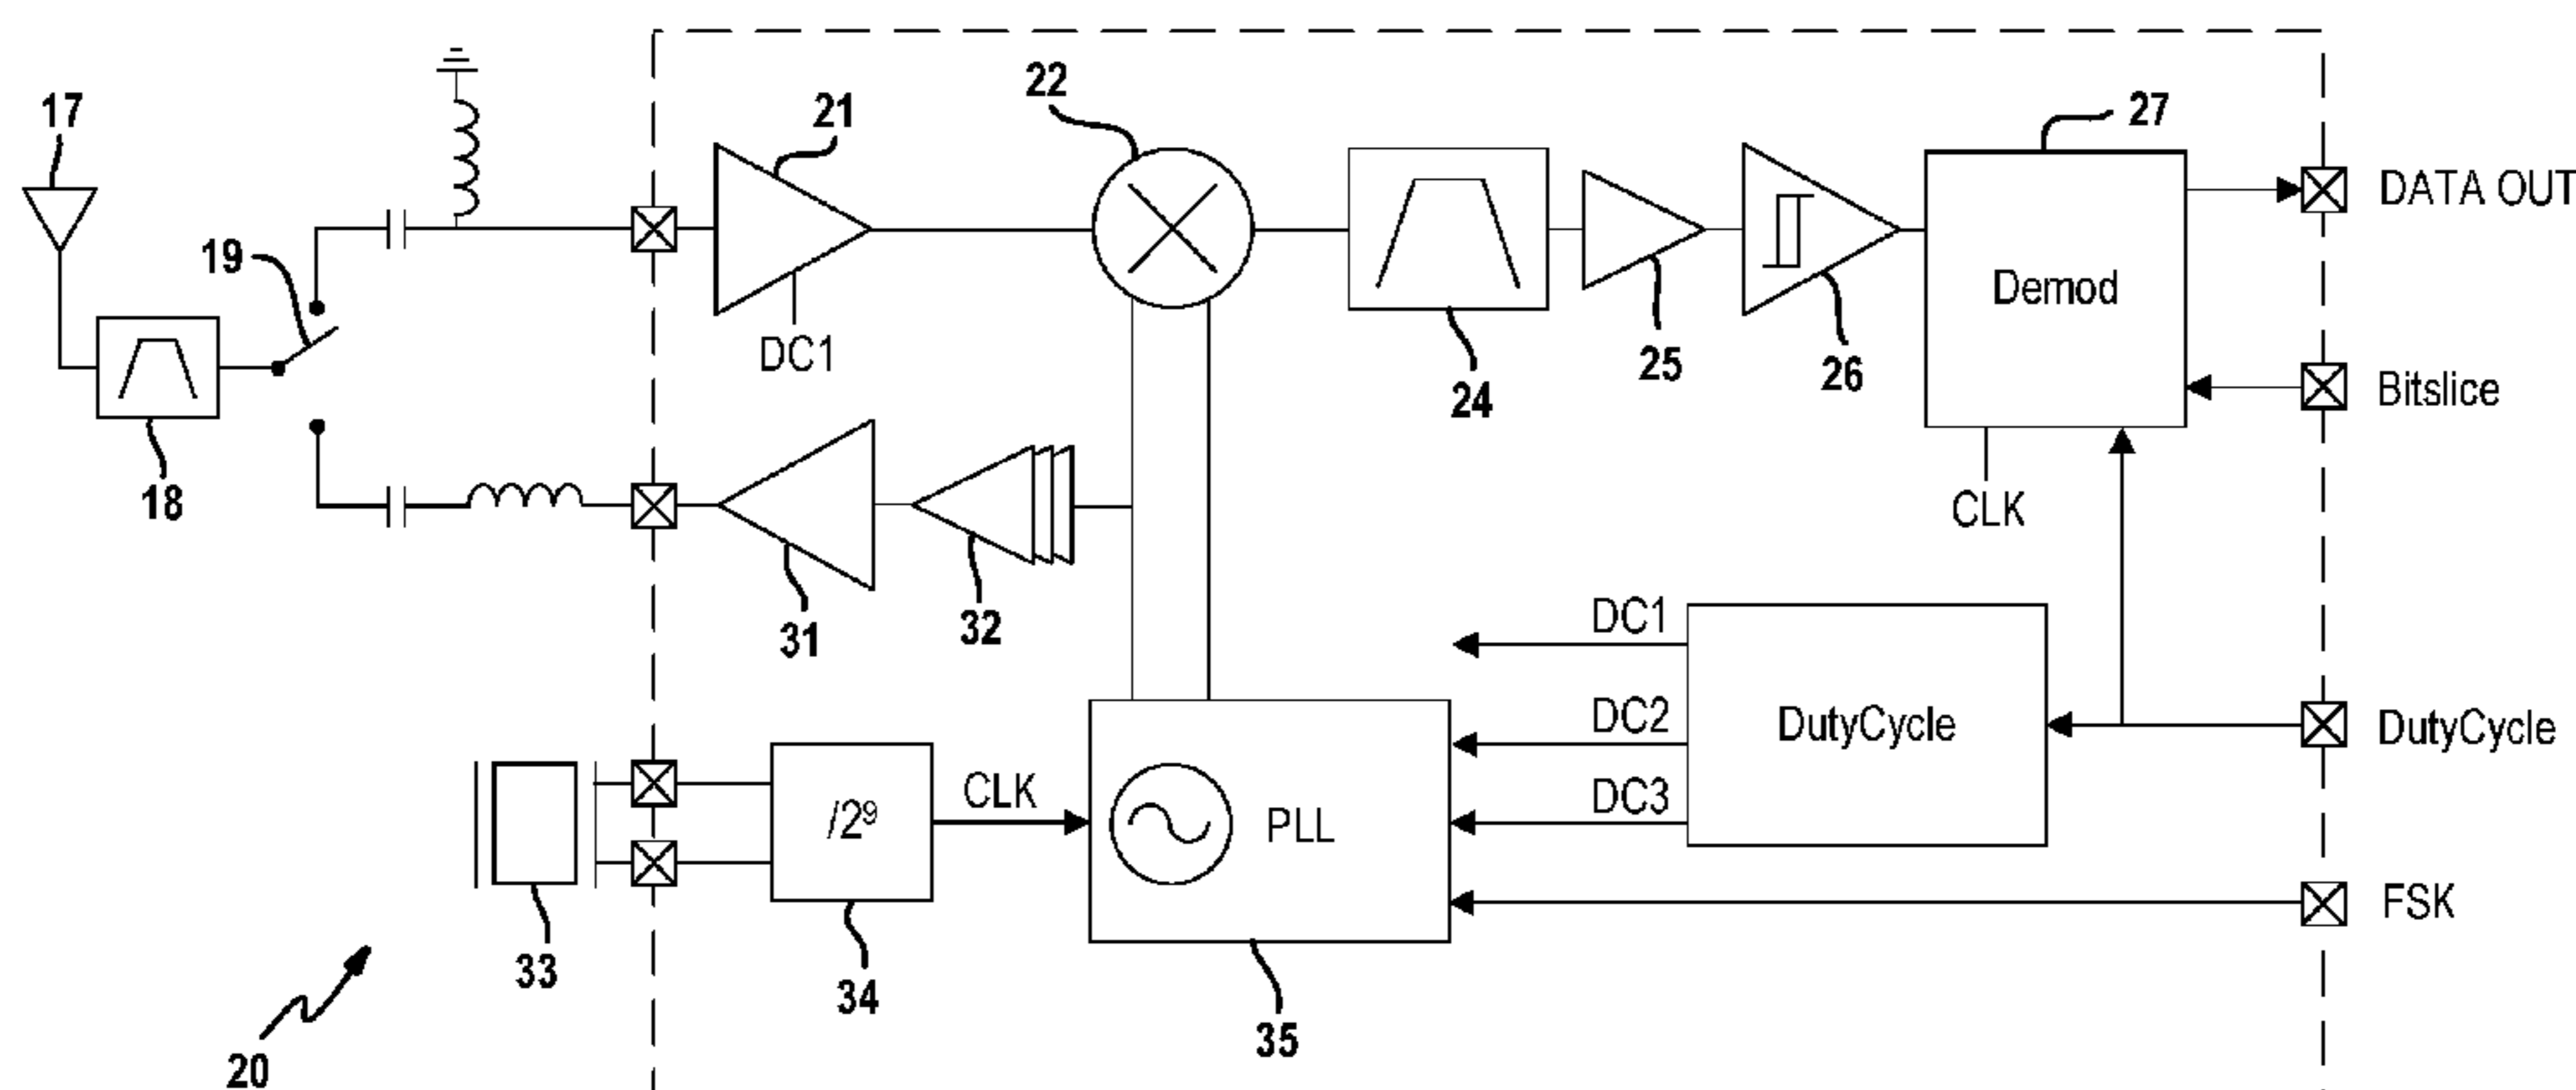 17
18
19
21
DC1
22
24
25
26
27
Demod
CLK
DATA OUT
Bitslice
31
32
DC1
DC2
DC3
DutyCycle
DutyCycle
33
/2⁹
34
CLK
PLL
35
FSK
20